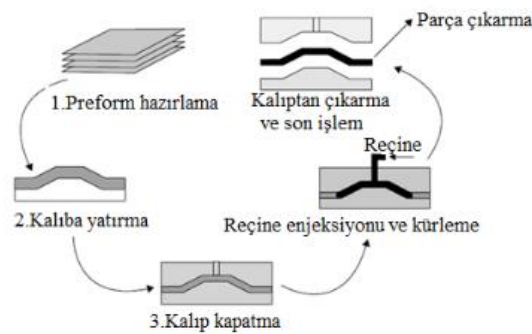 1.Preform hazırlama
2.Kalıba yatırma
3.Kalıp kapatma
Reçine
Reçine enjeksiyonu ve kürleme
Kalıptan çıkarma
ve son işlem
Parça çıkarma